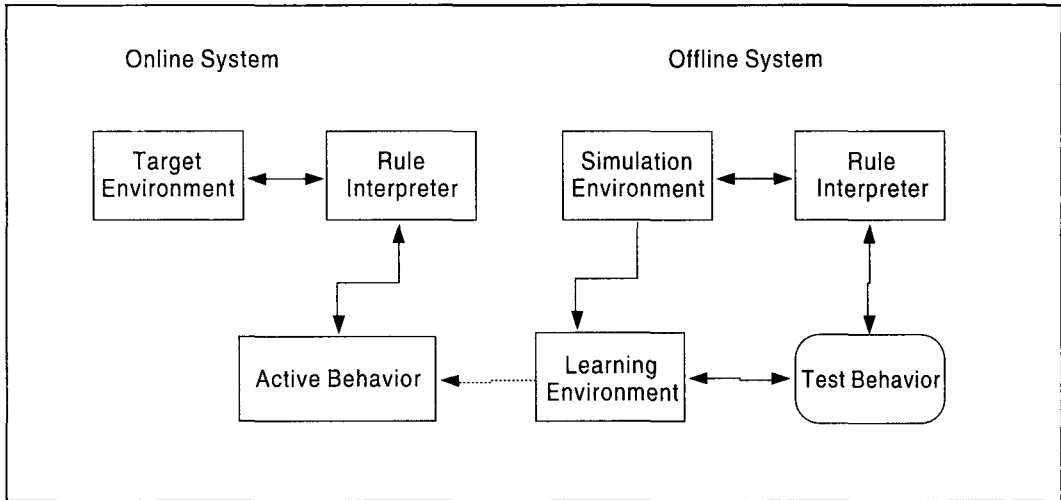 Online System
Offline System
Target
Environment
Rule
Interpreter
Simulation
Environment
Rule
Interpreter
Active Behavior
Learning
Environment
Test Behavior